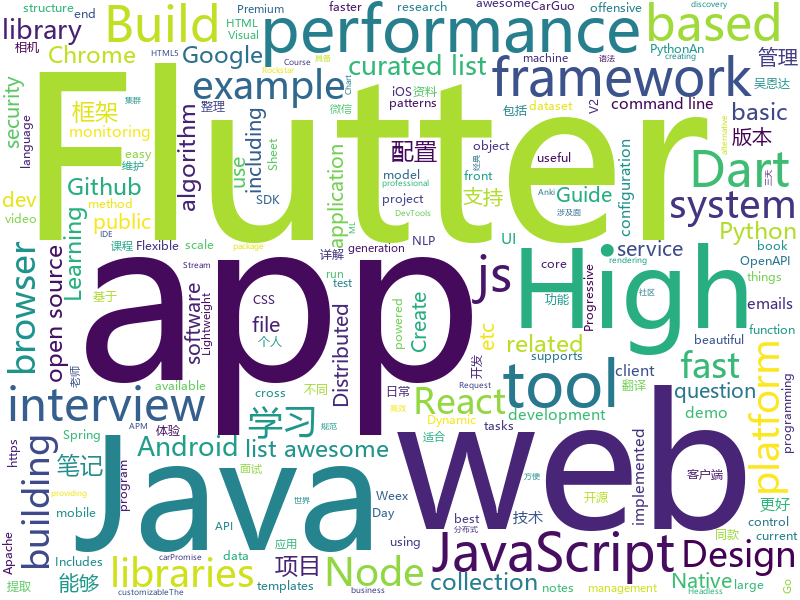 structure discovery Premium faster research awesome CarGuo offensive
end HTML Visual rendering machine creating
library Build performance based
HTML5 PythonAn
Chrome Google curated list iOS 资料 Course she 语法 吴恩达
相机 Rockstar patterns 管理
security 框架 example framework 包括 dataset V2
language monitoring 整理 微信 command line basic
algorithm including 配置 object useful 版本
easy 维护 Sheet model front 经典
dev Github use application project 支持 Guide configuration Dart
video method IDE SDK DevTools 涉及面 Anki professional system
public Learning 课程 Flexible scale generation NLP UI Python
Flutter
browser 基于 详解 js service book OpenAPI
open source software Lightweight Stream CSS file core run test High Progressive things emails
功能 社区 function
个人 powered Create etc related rendering beautiful
Distributed available 不同 supports fast client 翻译
app
interview tool platform
cross 日常 React 开发 development question demo
学习 适合 programming
Java web
building 笔记 Android Spring Dynamic tasks Request 高效 规范
list awesome APM 体验 客户端 更好
https program 面试 Weex Day best 分布式 开源 implemented
mobile business API 世界 JavaScript 技术 同款 Design
Includes 项目 Node using
Apache 能够 应用 data
libraries collection Native large
提取 templates carPromise customizableThe Headless notes management current control Go